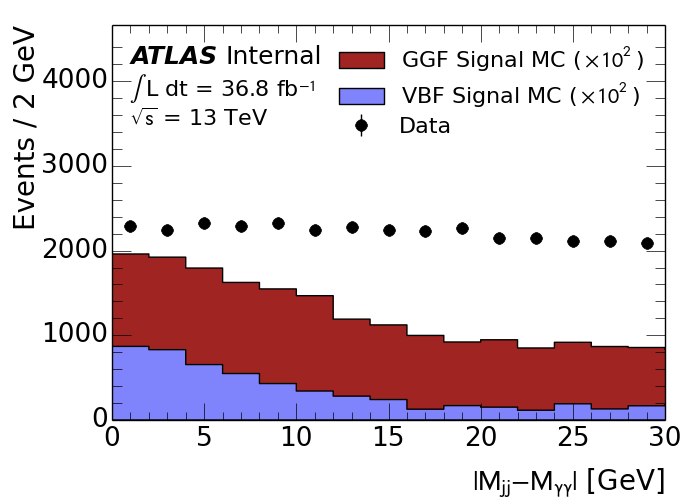 ATLAS Internal
∫L dt = 36.8 fb⁻¹
√s = 13 TeV
GGF Signal MC (×10²)
VBF Signal MC (×10²)
Data
Events / 2 GeV
4000
3000
2000
1000
0
0 5 10 15 20 25 30
|Mjj−Mγγ| [GeV]